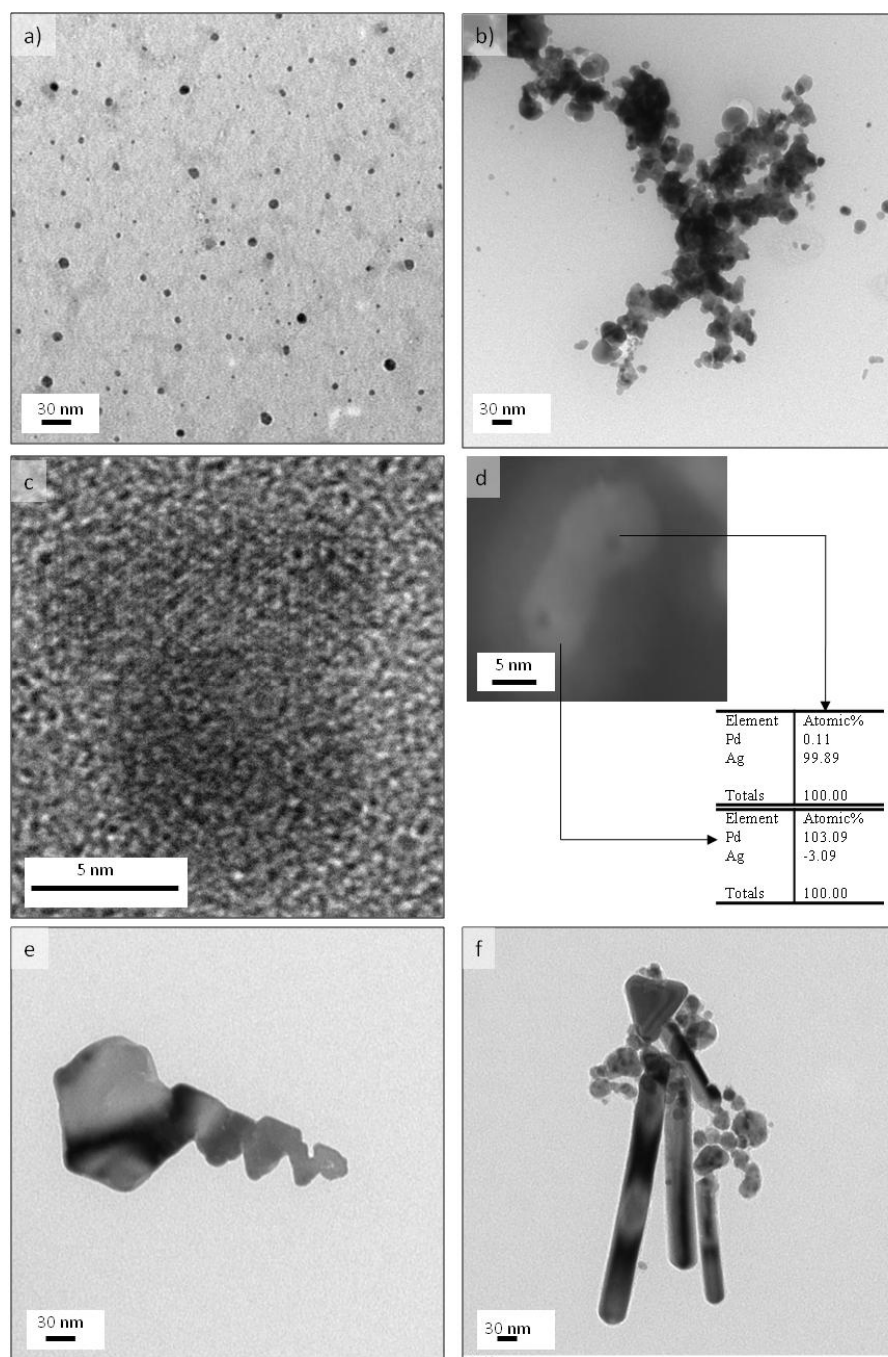 a)
b)
30 nm
30 nm
c
d
5 nm
5 nm
Element Atomic%
Pd 0.11
Ag 99.89
Totals 100.00
Element Atomic%
Pd 103.09
Ag -3.09
Totals 100.00
e
f
30 nm
30 nm